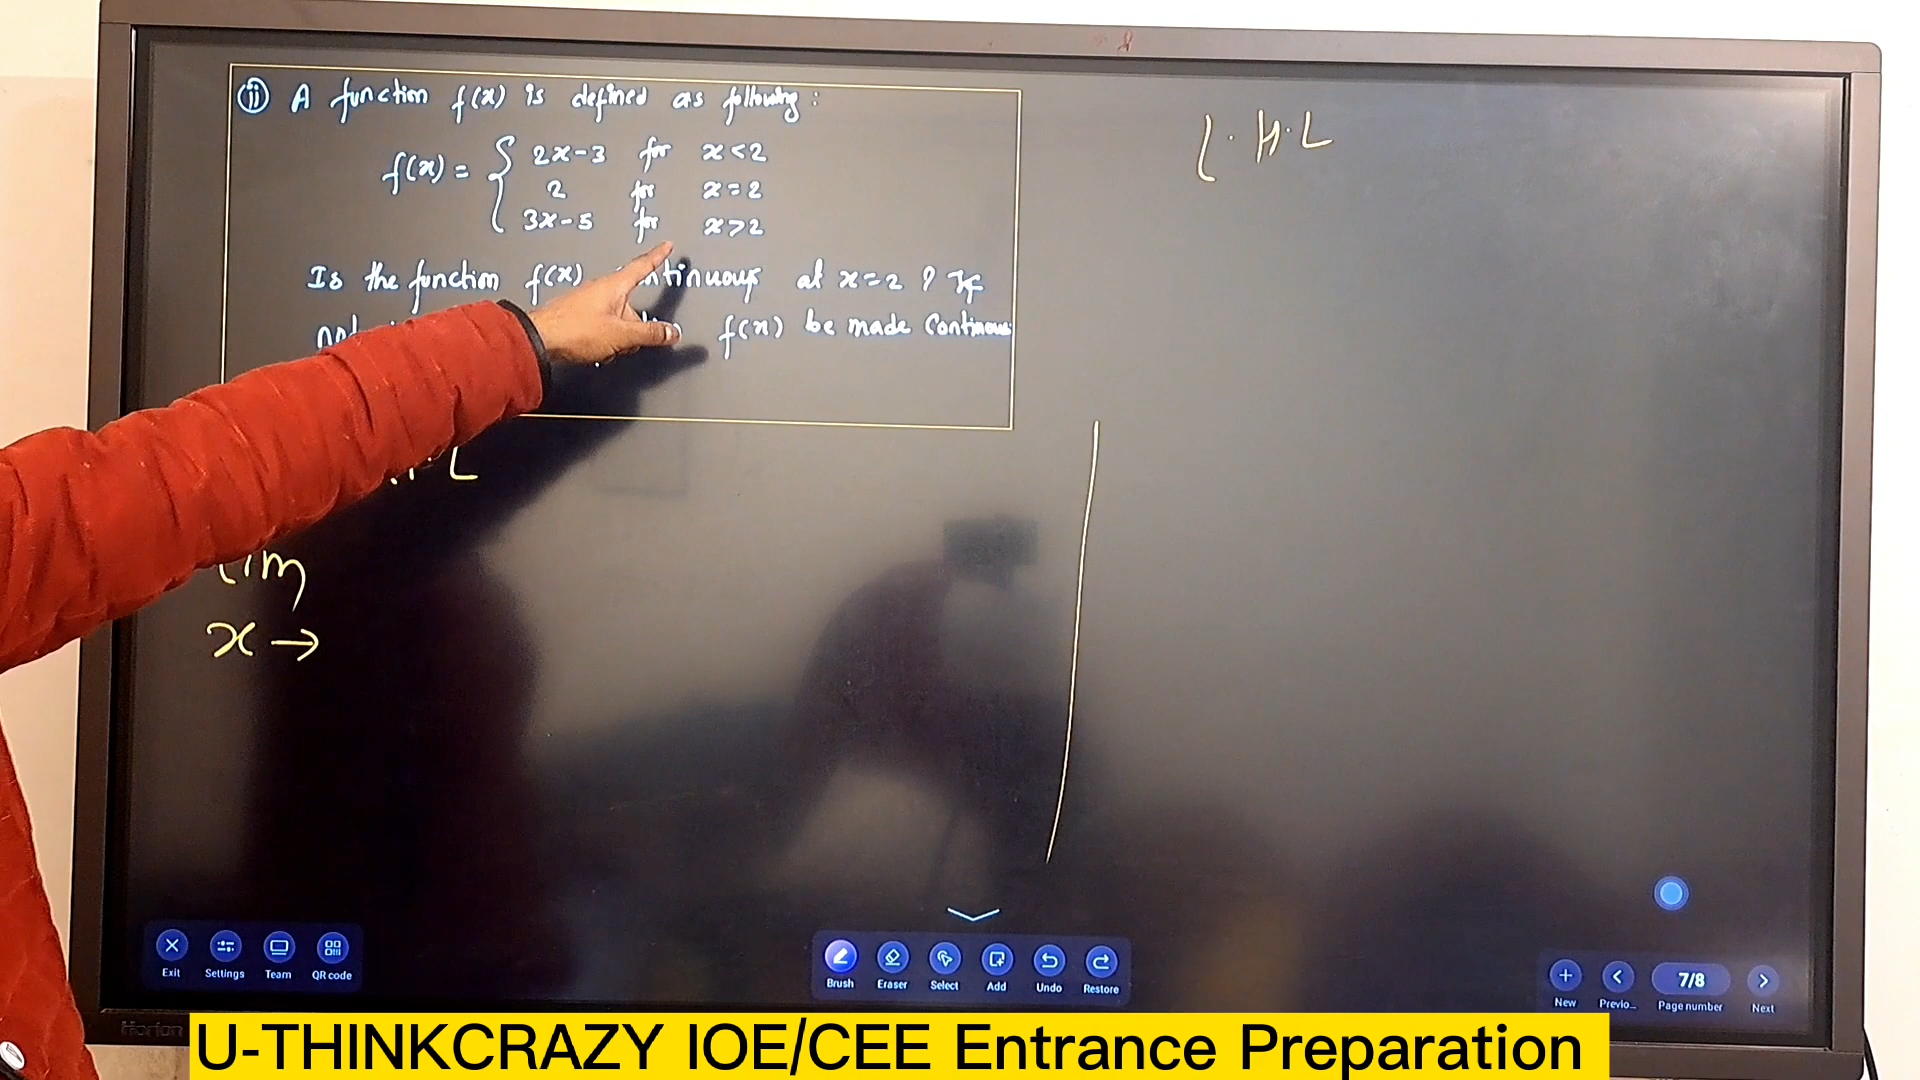 (ii) A function f(x) is defined as following:
f(x) = { 2x-3 for x<2
2 for x=2
3x-5 for x>2
Is the function f(x) continuous at x=2 ? If
f(x) be made continuous
L.H.L
L
lim
x →
Exit
Settings
Team
QR code
Brush
Eraser
Select
Add
Undo
Restore
New
Previo...
7/8
Page number
Next
Horion
U-THINKCRAZY IOE/CEE Entrance Preparation